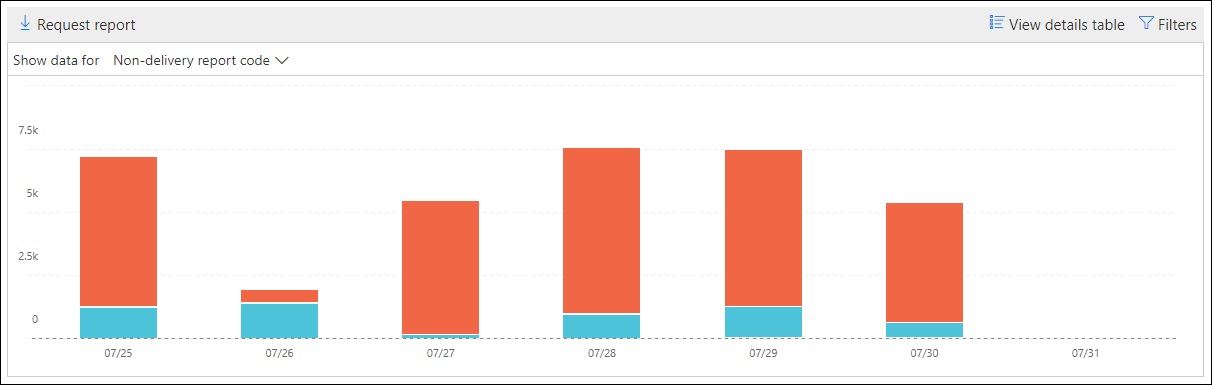 Request report View details table Filters
Show data for Non-delivery report code
7.5k
5k
2.5k
0
07/25 07/26 07/27 07/28 07/29 07/30 07/31